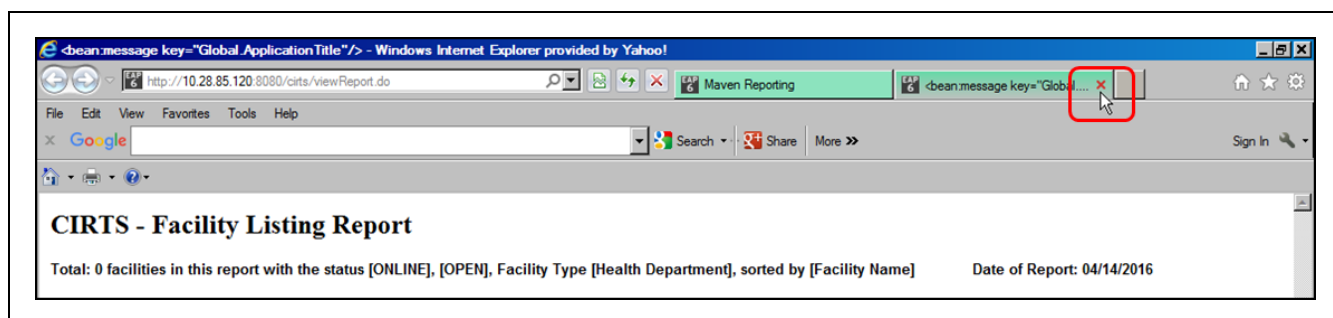 <bean:message key="Global.ApplicationTitle"/> - Windows Internet Explorer provided by Yahoo!
http://10.28.85.120:8080/cirts/viewReport.do Maven Reporting <bean:message key="Global....
File Edit View Favorites Tools Help
x Google Search Share More >> Sign In
CIRTS - Facility Listing Report
Total: 0 facilities in this report with the status [ONLINE], [OPEN], Facility Type [Health Department], sorted by [Facility Name] Date of Report: 04/14/2016